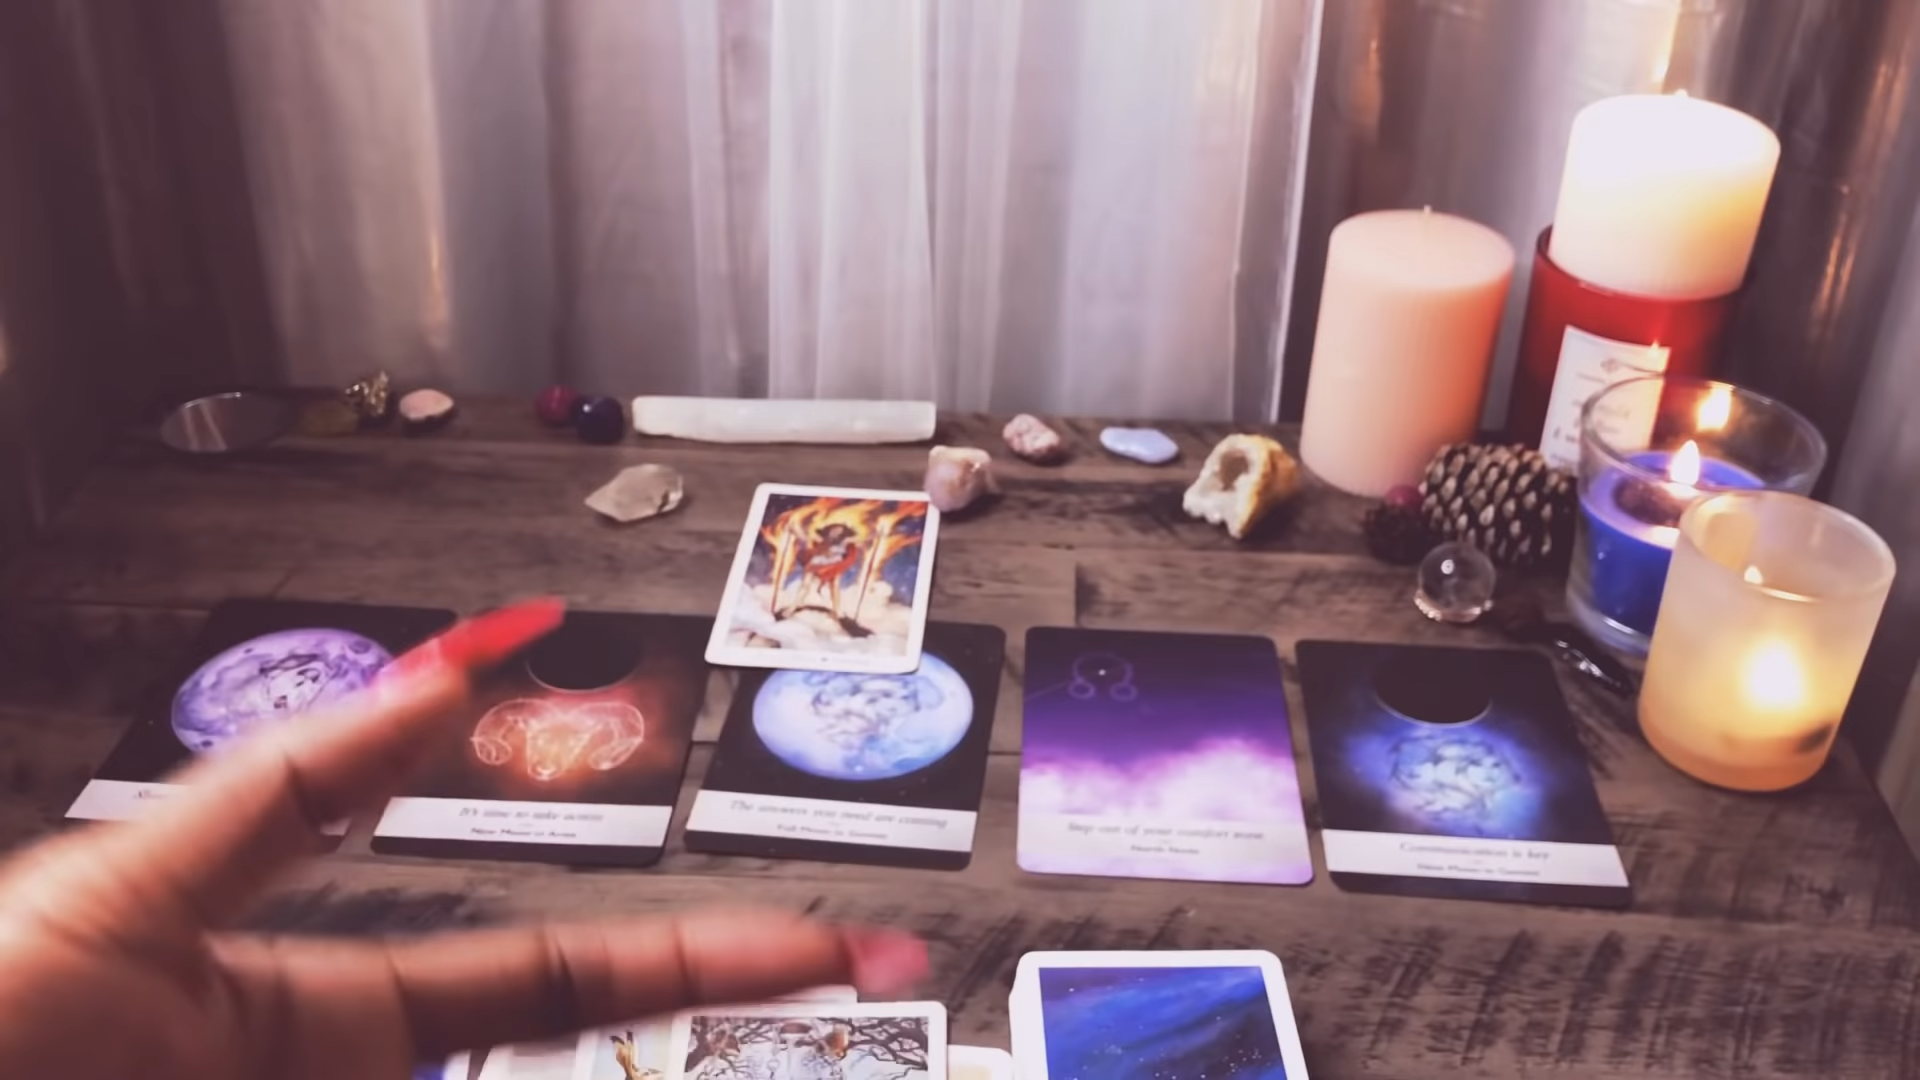 It's time to take action
New Moon in Aries
The answers you need are coming
Full Moon in Gemini
Step out of your comfort zone
North Node
Communication is key
New Moon in Gemini